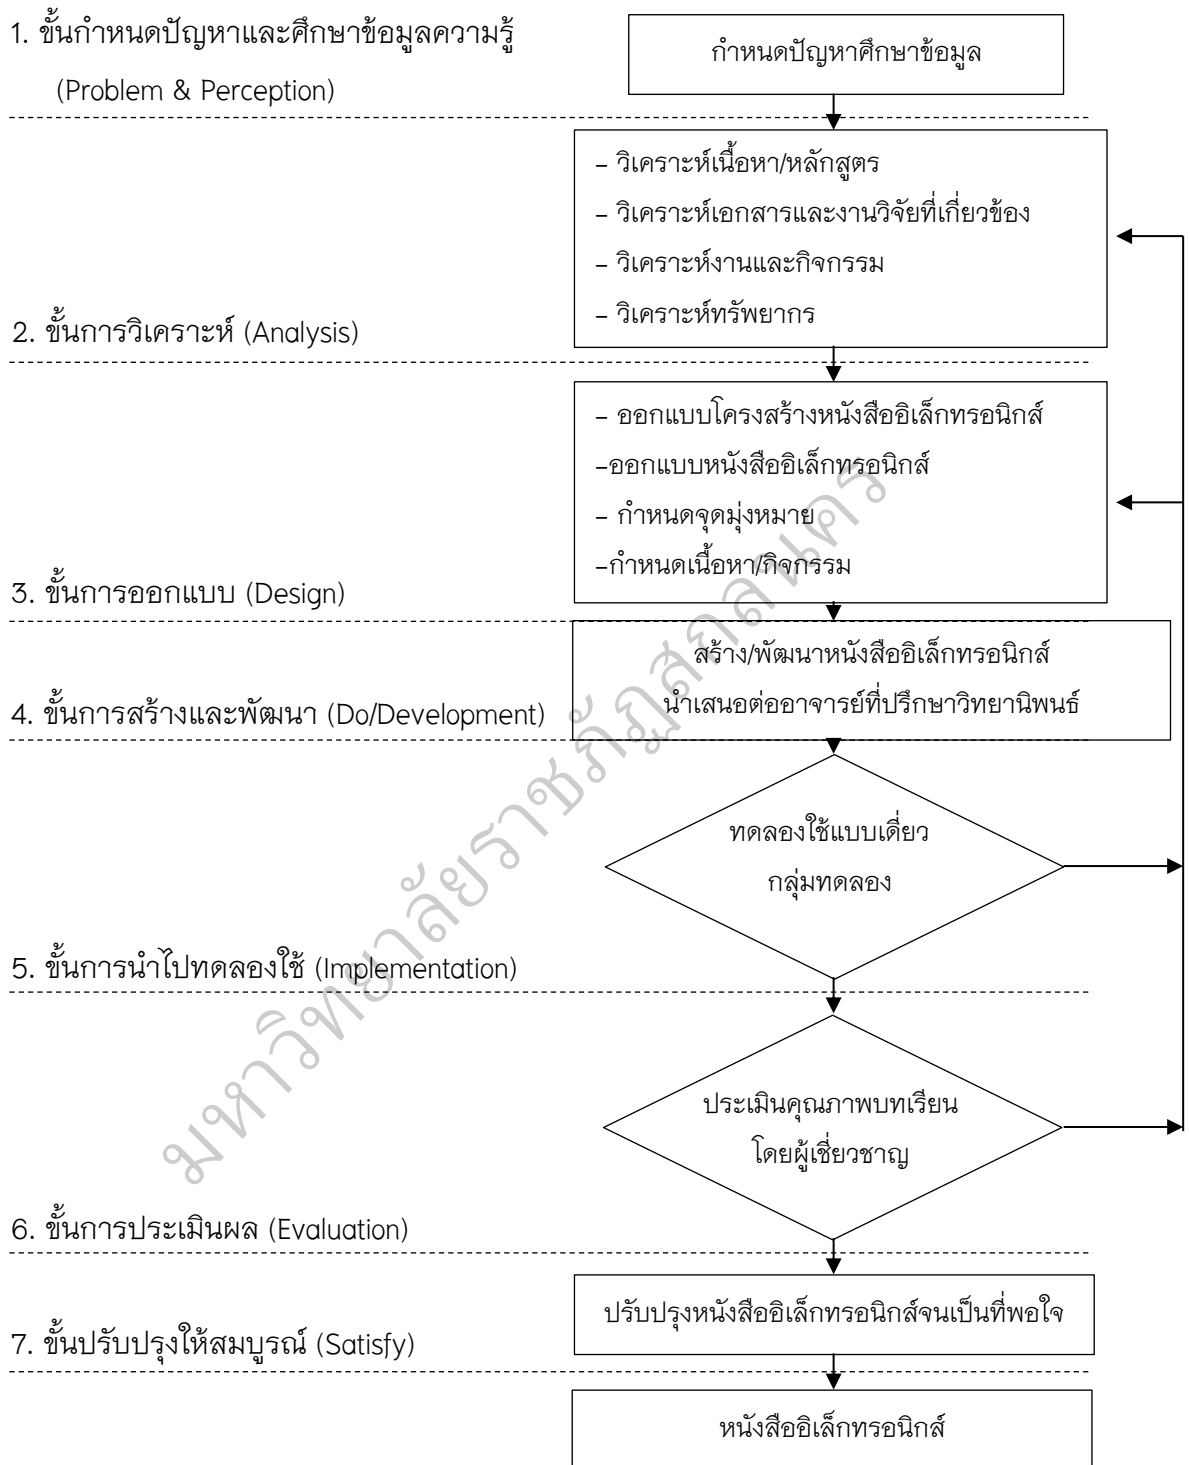 1. ขั้นกำหนดปัญหาและศึกษาข้อมูลความรู้
(Problem & Perception)
กำหนดปัญหาศึกษาข้อมูล
– วิเคราะห์เนื้อหา/หลักสูตร
– วิเคราะห์เอกสารและงานวิจัยที่เกี่ยวข้อง
– วิเคราะห์งานและกิจกรรม
– วิเคราะห์ทรัพยากร
2. ขั้นการวิเคราะห์ (Analysis)
– ออกแบบโครงสร้างหนังสืออิเล็กทรอนิกส์
–ออกแบบหนังสืออิเล็กทรอนิกส์
– กำหนดจุดมุ่งหมาย
–กำหนดเนื้อหา/กิจกรรม
3. ขั้นการออกแบบ (Design)
สร้าง/พัฒนาหนังสืออิเล็กทรอนิกส์
นำเสนอต่ออาจารย์ที่ปรึกษาวิทยานิพนธ์
4. ขั้นการสร้างและพัฒนา (Do/Development)
ทดลองใช้แบบเดี่ยว
กลุ่มทดลอง
5. ขั้นการนำไปทดลองใช้ (Implementation)
ประเมินคุณภาพบทเรียน
โดยผู้เชี่ยวชาญ
6. ขั้นการประเมินผล (Evaluation)
ปรับปรุงหนังสืออิเล็กทรอนิกส์จนเป็นที่พอใจ
7. ขั้นปรับปรุงให้สมบูรณ์ (Satisfy)
หนังสืออิเล็กทรอนิกส์
มหาวิทยาลัยราชภัฏสกลนคร